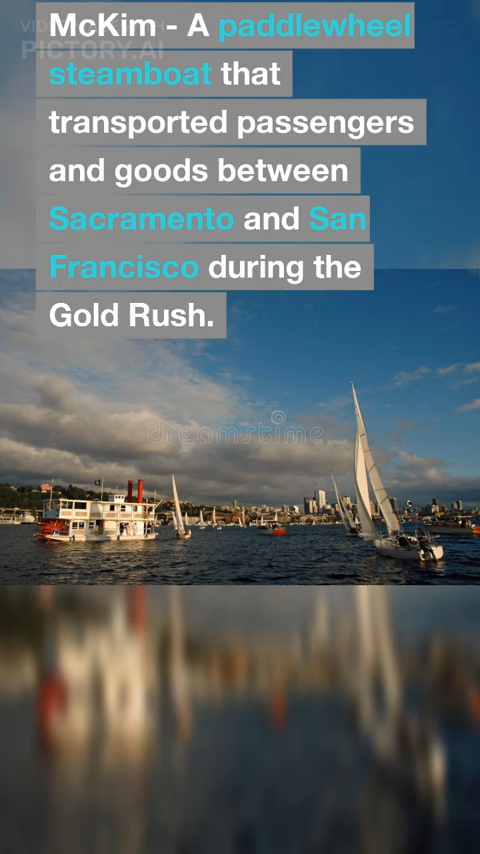 McKim - A paddlewheel
steamboat that
transported passengers
and goods between
Sacramento and San
Francisco during the
Gold Rush.
PICTORY.AI
dreamstime